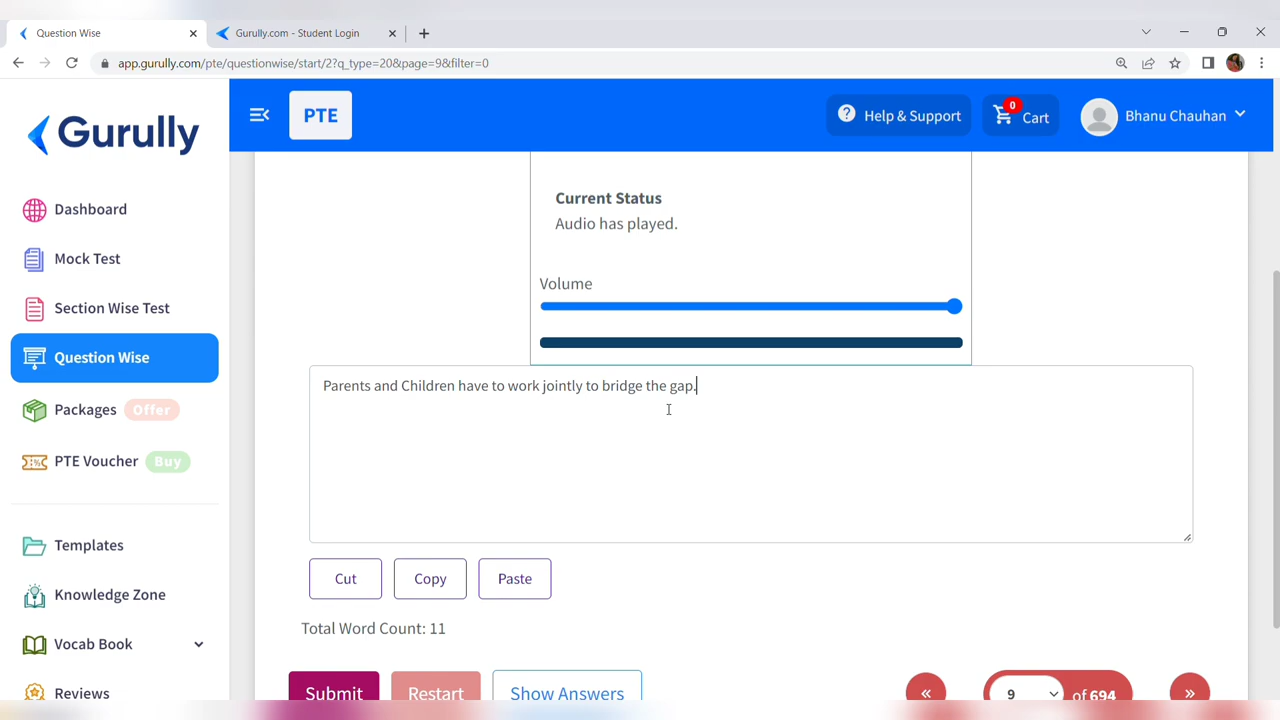 Question Wise
Gurully.com - Student Login
app.gurully.com/pte/questionwise/start/2?q_type=20&page=9&filter=0
Gurully
PTE
Help & Support
0
Cart
Bhanu Chauhan
Dashboard
Mock Test
Section Wise Test
Question Wise
Packages Offer
PTE Voucher Buy
Templates
Knowledge Zone
Vocab Book
Reviews
Current Status
Audio has played.
Volume
Parents and Children have to work jointly to bridge the gap.
Cut Copy Paste
Total Word Count: 11
Submit Restart Show Answers
« 9 of 694 »